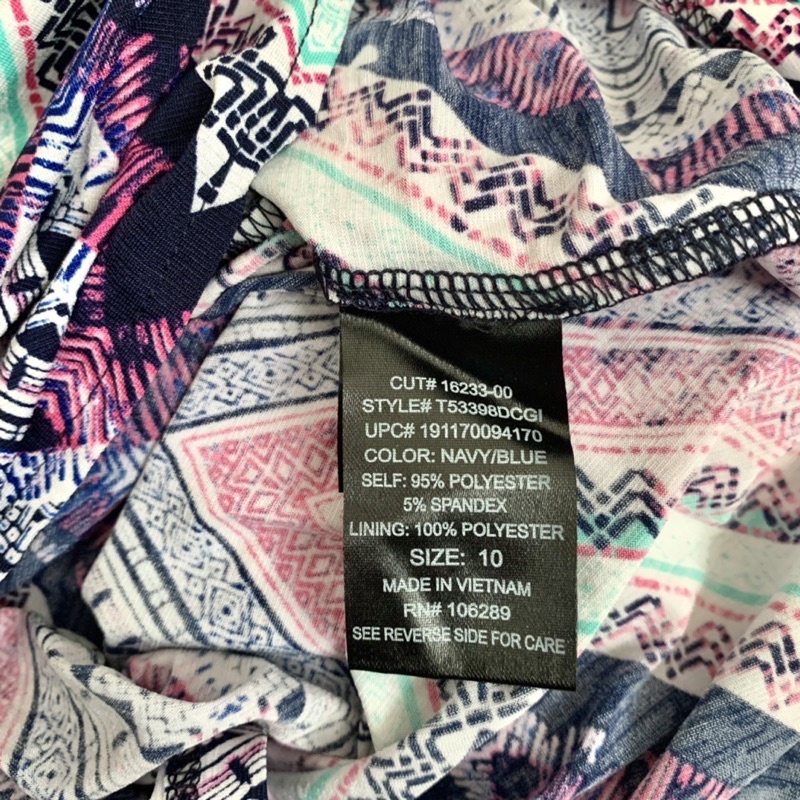 CUT# 16233-00
STYLE# T53398DCGI
UPC# 191170094170
COLOR: NAVY/BLUE
SELF: 95% POLYESTER
5% SPANDEX
LINING: 100% POLYESTER
SIZE: 10
MADE IN VIETNAM
RN# 106289
SEE REVERSE SIDE FOR CARE